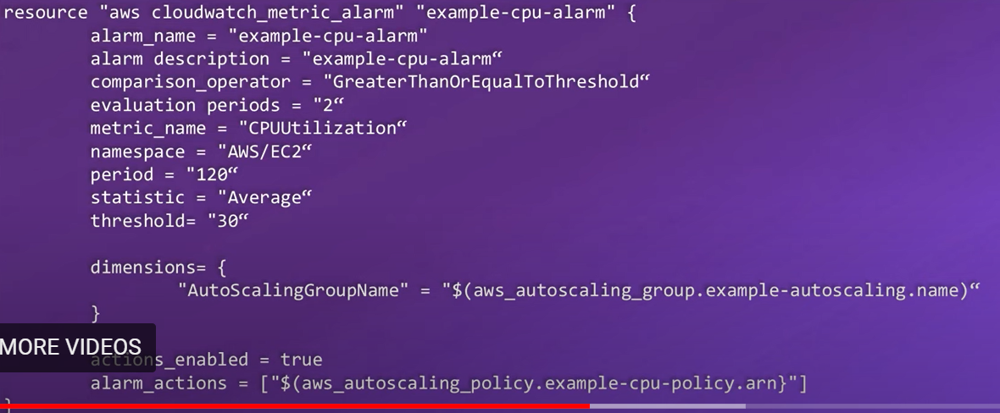 resource "aws cloudwatch_metric_alarm" "example-cpu-alarm" {
alarm_name = "example-cpu-alarm"
alarm description = "example-cpu-alarm“
comparison_operator = "GreaterThanOrEqualToThreshold“
evaluation periods = "2“
metric_name = "CPUUtilization“
namespace = "AWS/EC2“
period = "120“
statistic = "Average“
threshold= "30“
dimensions= {
"AutoScalingGroupName" = "$(aws_autoscaling_group.example-autoscaling.name)“
}
MORE VIDEOS
actions_enabled = true
alarm_actions = ["$(aws_autoscaling_policy.example-cpu-policy.arn}"]
}